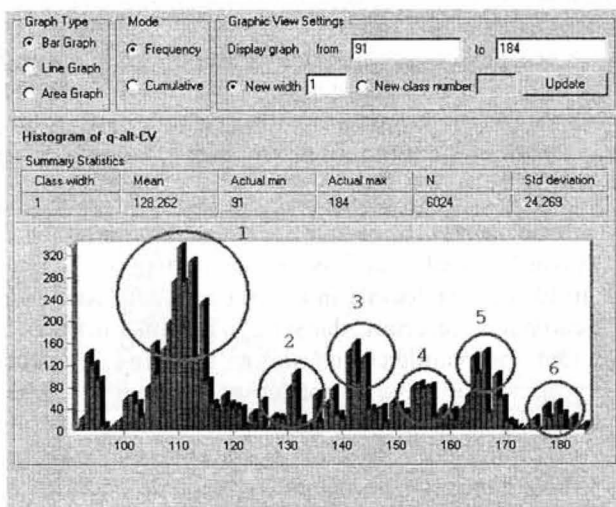 Graph Type
Bar Graph
Line Graph
Area Graph
Mode
Frequency
Cumulative
Graphic View Settings
Display graph from 91 to 184
New width 1 New class number Update
Histogram of q-alt-CV
Summary Statistics
Class width Mean Actual min Actual max N Std deviation
1 128.262 91 184 6024 24.269
320
280
240
200
160
120
80
40
0
1
2
3
4
5
6
100 110 120 130 140 150 160 170 180